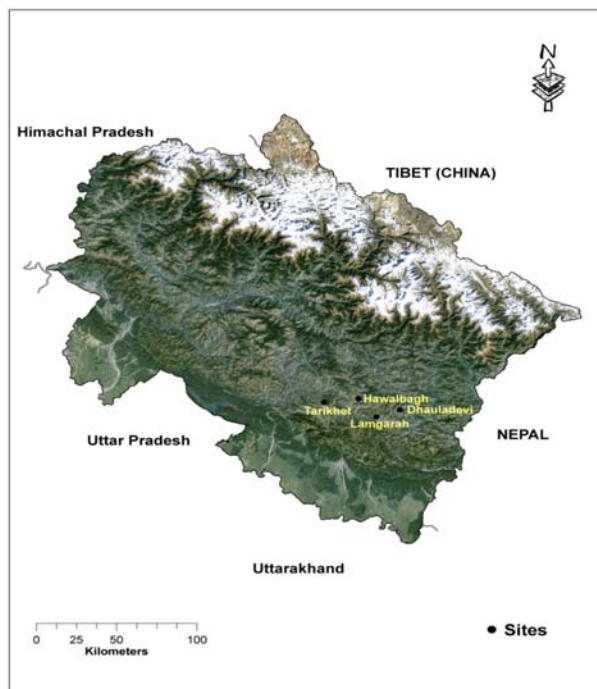 N
Himachal Pradesh
TIBET (CHINA)
Hawalbagh
Tarikhet
Dhauladevi
Lamgarah
Uttar Pradesh
NEPAL
Uttarakhand
0 25 50 100
Kilometers
Sites